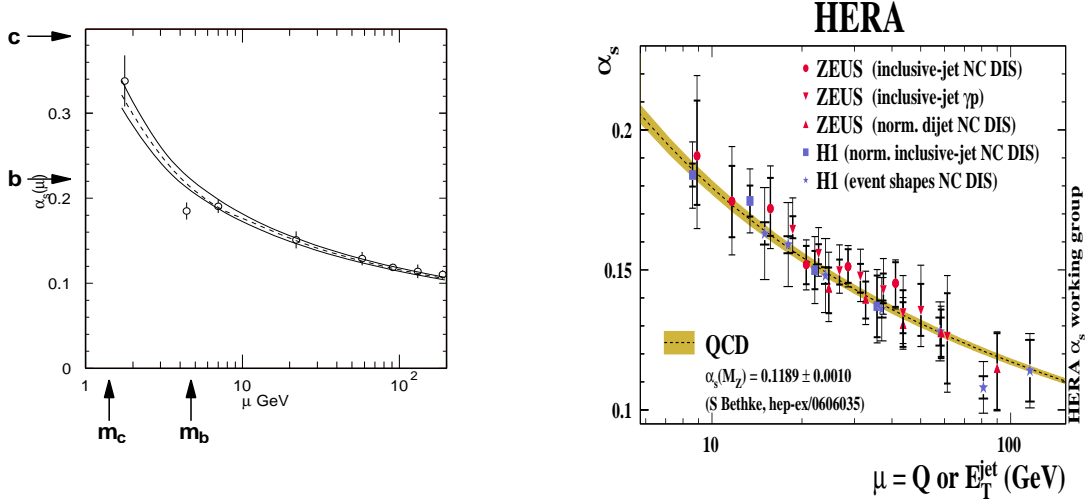 c
b
α_s(μ)
0.3
0.2
0.1
0
1
10
10²
μ GeV
m_c
m_b
HERA
α_s
0.2
0.15
0.1
ZEUS (inclusive-jet NC DIS)
ZEUS (inclusive-jet γp)
ZEUS (norm. dijet NC DIS)
H1 (norm. inclusive-jet NC DIS)
H1 (event shapes NC DIS)
QCD
α_s(M_Z) = 0.1189 ± 0.0010
(S Bethke, hep-ex/0606035)
10
100
μ = Q or E_T^jet (GeV)
HERA α_s working group